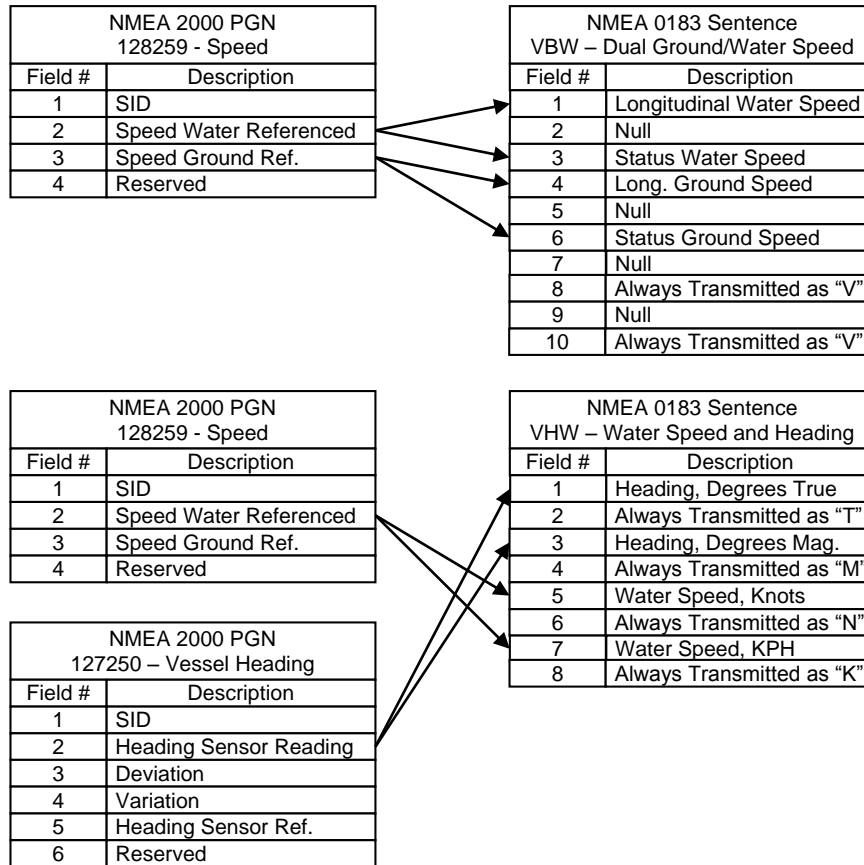 NMEA 2000 PGN
128259 - Speed
Field # Description
1 SID
2 Speed Water Referenced
3 Speed Ground Ref.
4 Reserved
NMEA 0183 Sentence
VBW – Dual Ground/Water Speed
Field # Description
1 Longitudinal Water Speed
2 Null
3 Status Water Speed
4 Long. Ground Speed
5 Null
6 Status Ground Speed
7 Null
8 Always Transmitted as “V”
9 Null
10 Always Transmitted as “V”
NMEA 2000 PGN
128259 - Speed
Field # Description
1 SID
2 Speed Water Referenced
3 Speed Ground Ref.
4 Reserved
NMEA 2000 PGN
127250 – Vessel Heading
Field # Description
1 SID
2 Heading Sensor Reading
3 Deviation
4 Variation
5 Heading Sensor Ref.
6 Reserved
NMEA 0183 Sentence
VHW – Water Speed and Heading
Field # Description
1 Heading, Degrees True
2 Always Transmitted as “T”
3 Heading, Degrees Mag.
4 Always Transmitted as “M”
5 Water Speed, Knots
6 Always Transmitted as “N”
7 Water Speed, KPH
8 Always Transmitted as “K”